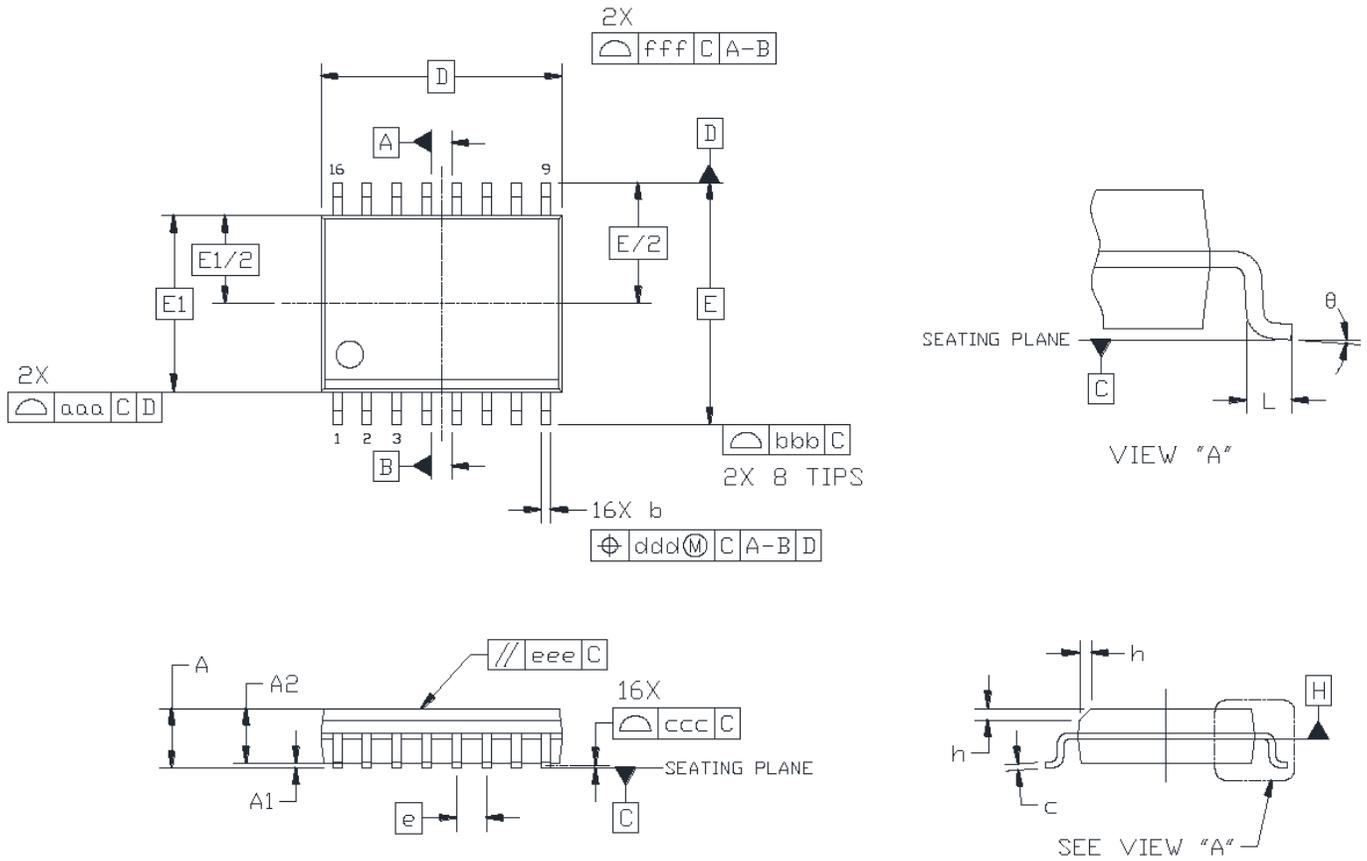 2X
⌓ fff C A-B
D
A
D
16
9
E1/2
E/2
E1
E
2X
⌓ aaa C D
1 2 3
B
⌓ bbb C
2X 8 TIPS
16X b
⌖ ddd Ⓜ C A-B D
θ
SEATING PLANE
C
L
VIEW "A"
// eee C
A
A2
16X
⌓ ccc C
SEATING PLANE
A1
e
C
h
H
h
c
SEE VIEW "A"